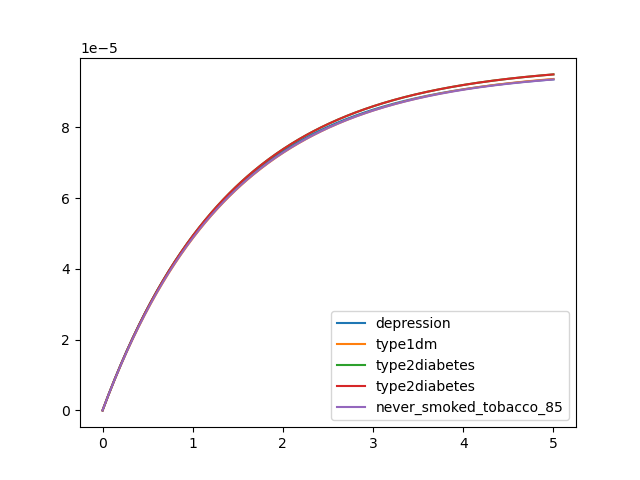 1e−5
8
6
4
2
0
0 1 2 3 4 5
depression
type1dm
type2diabetes
type2diabetes
never_smoked_tobacco_85